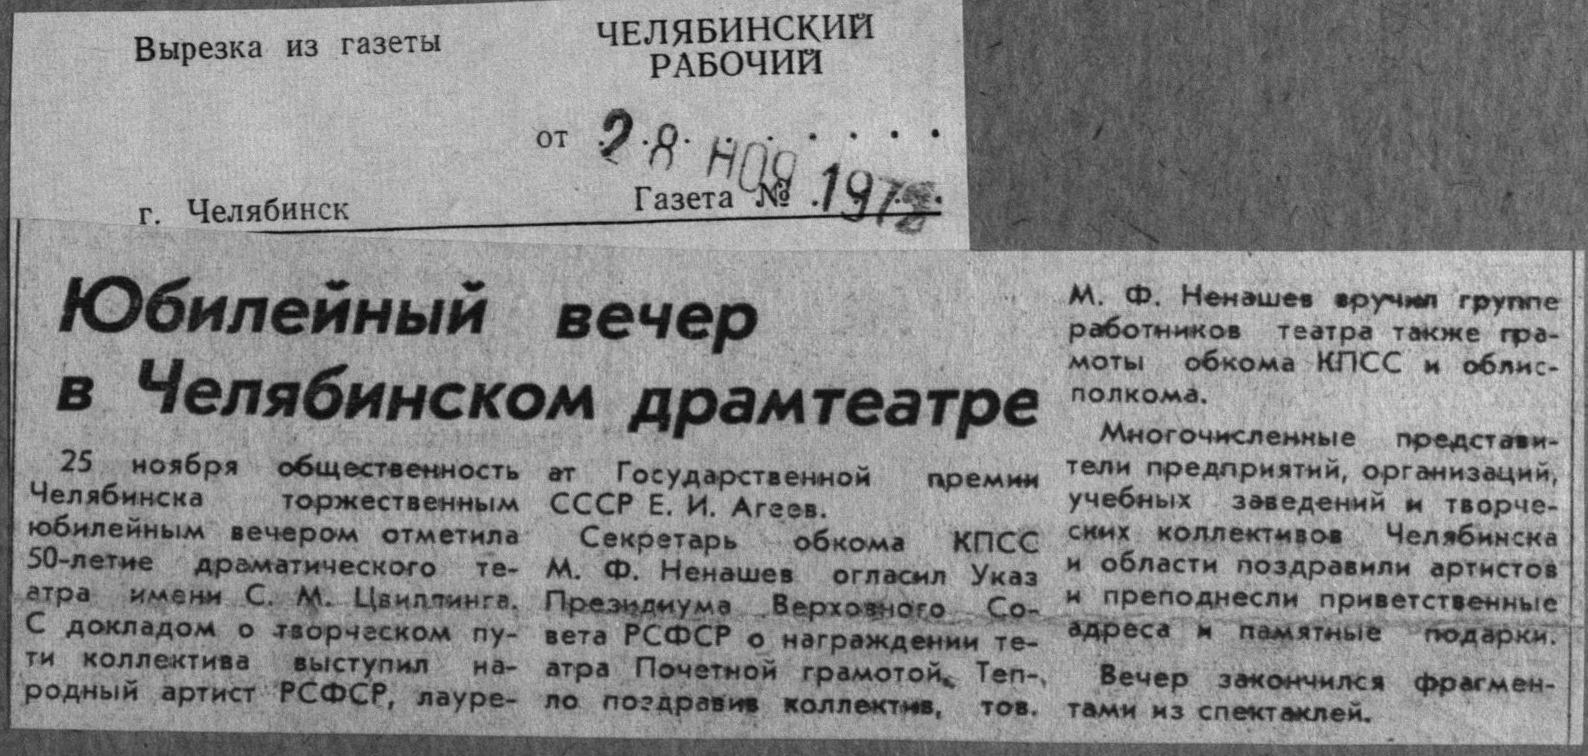 Вырезка из газеты
ЧЕЛЯБИНСКИЙ
РАБОЧИЙ
от 28 НОЯ
г. Челябинск
Газета №
Юбилейный вечер
в Челябинском драмтеатре
25 ноября общественность
Челябинска торжественным
юбилейным вечером отметила
50-летие драматического те-
атра имени С. М. Цвиллинга.
С докладом о творческом пу-
ти коллектива выступил на-
родный артист РСФСР, лауре-
ат Государственной премии
СССР Е. И. Агеев.
Секретарь обкома КПСС
М. Ф. Ненашев огласил Указ
Президиума Верховного Со-
вета РСФСР о награждении те-
атра Почетной грамотой. Теп-
ло поздравив коллектив, тов.
М. Ф. Ненашев вручил группе
работников театра также гра-
моты обкома КПСС и облис-
полкома.
Многочисленные представи-
тели предприятий, организаций,
учебных заведений и творче-
ских коллективов Челябинска
и области поздравили артистов
и преподнесли приветственные
адреса и памятные подарки.
Вечер закончился фрагмен-
тами из спектаклей.